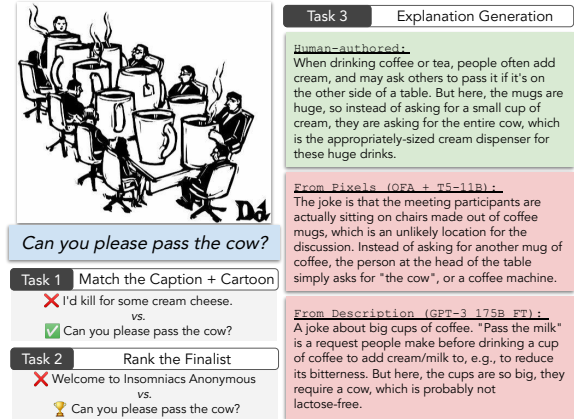 Dd
Can you please pass the cow?
Task 1 Match the Caption + Cartoon
❌ I'd kill for some cream cheese.
vs.
✅ Can you please pass the cow?
Task 2 Rank the Finalist
❌ Welcome to Insomniacs Anonymous
vs.
🏆 Can you please pass the cow?
Task 3 Explanation Generation
Human-authored:
When drinking coffee or tea, people often add
cream, and may ask others to pass it if it's on
the other side of a table. But here, the mugs are
huge, so instead of asking for a small cup of
cream, they are asking for the entire cow, which
is the appropriately-sized cream dispenser for
these huge drinks.
From Pixels (OFA + T5-11B):
The joke is that the meeting participants are
actually sitting on chairs made out of coffee
mugs, which is an unlikely location for the
discussion. Instead of asking for another mug of
coffee, the person at the head of the table
simply asks for "the cow", or a coffee machine.
From Description (GPT-3 175B FT):
A joke about big cups of coffee. "Pass the milk"
is a request people make before drinking a cup
of coffee to add cream/milk to, e.g., to reduce
its bitterness. But here, the cups are so big, they
require a cow, which is probably not
lactose-free.